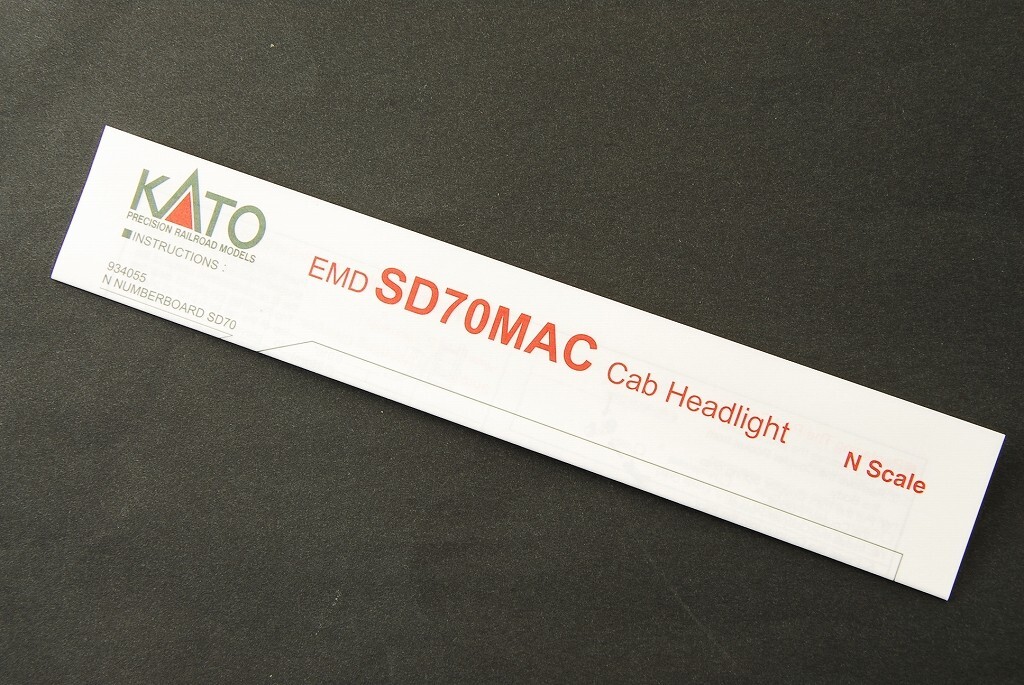 KATO
PRECISION RAILROAD MODELS
■INSTRUCTIONS :
934055
N NUMBERBOARD SD70
EMD SD70MAC Cab Headlight
N Scale